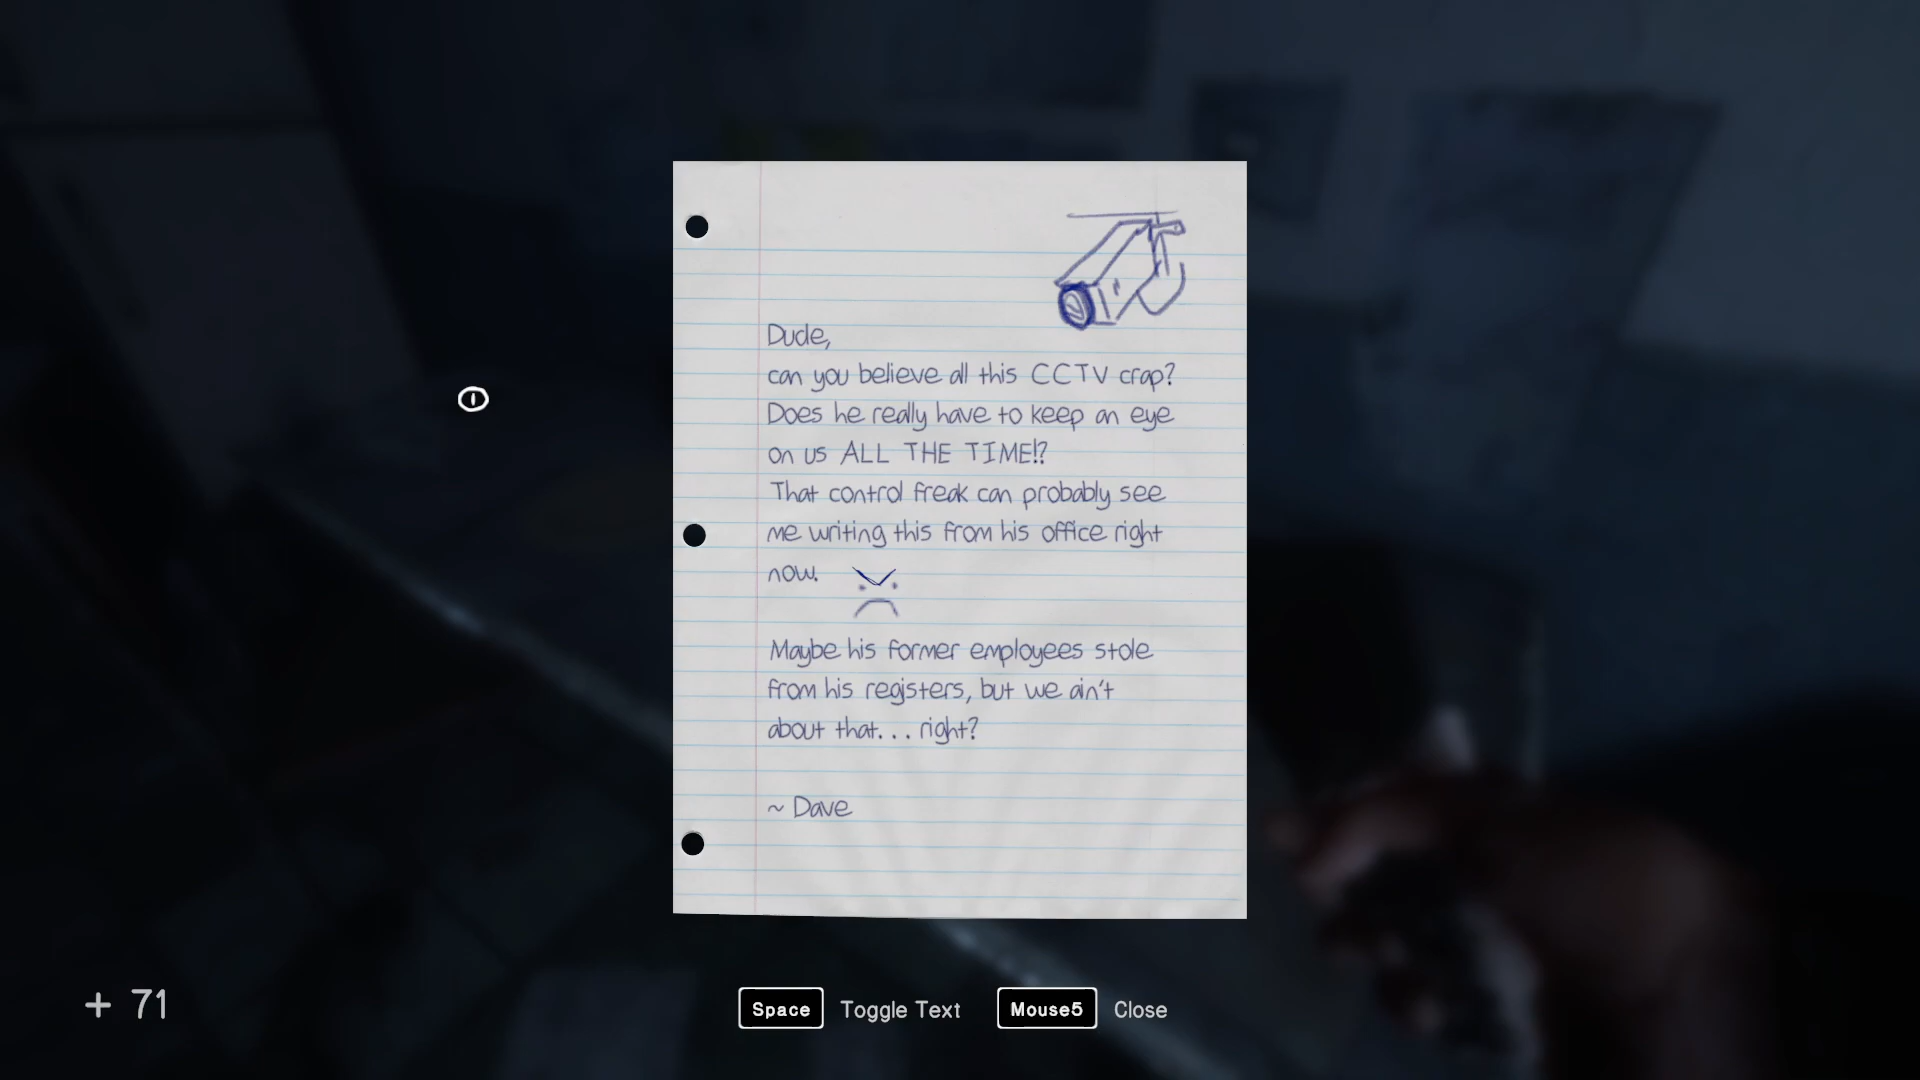 Dude,
can you believe all this CCTV crap?
Does he really have to keep an eye
on us ALL THE TIME!?
That control freak can probably see
me writing this from his office right
now.
Maybe his former employees stole
from his registers, but we ain't
about that... right?
~ Dave
+ 71
Space Toggle Text Mouse5 Close